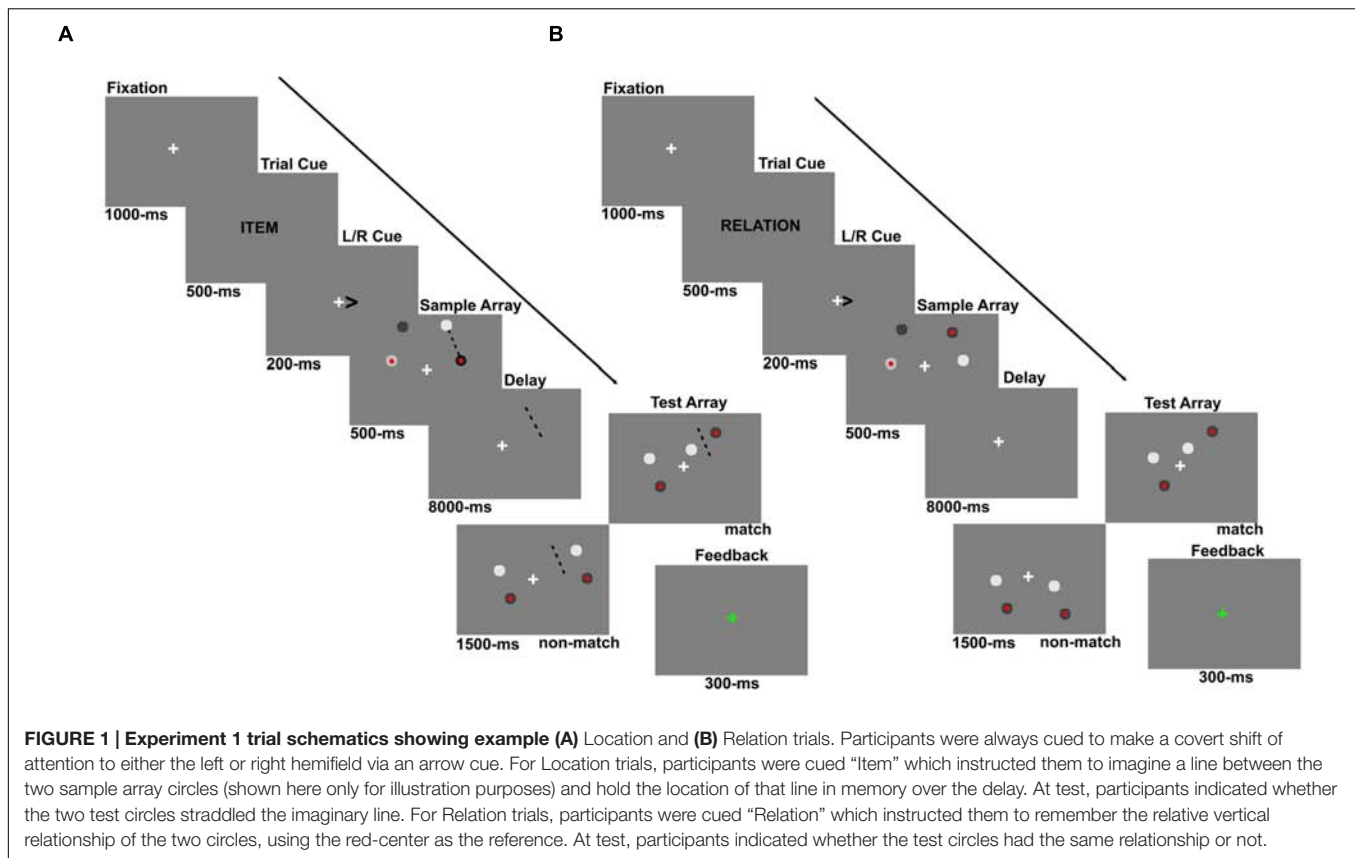 A
Fixation
Trial Cue
1000-ms
ITEM
L/R Cue
500-ms
>
Sample Array
200-ms
Delay
500-ms
Test Array
8000-ms
match
Feedback
1500-ms
non-match
300-ms
B
Fixation
Trial Cue
1000-ms
RELATION
L/R Cue
500-ms
>
Sample Array
200-ms
Delay
500-ms
Test Array
8000-ms
match
Feedback
1500-ms
non-match
300-ms
FIGURE 1 | Experiment 1 trial schematics showing example (A) Location and (B) Relation trials. Participants were always cued to make a covert shift of
attention to either the left or right hemifield via an arrow cue. For Location trials, participants were cued “Item” which instructed them to imagine a line between the
two sample array circles (shown here only for illustration purposes) and hold the location of that line in memory over the delay. At test, participants indicated whether
the two test circles straddled the imaginary line. For Relation trials, participants were cued “Relation” which instructed them to remember the relative vertical
relationship of the two circles, using the red-center as the reference. At test, participants indicated whether the test circles had the same relationship or not.